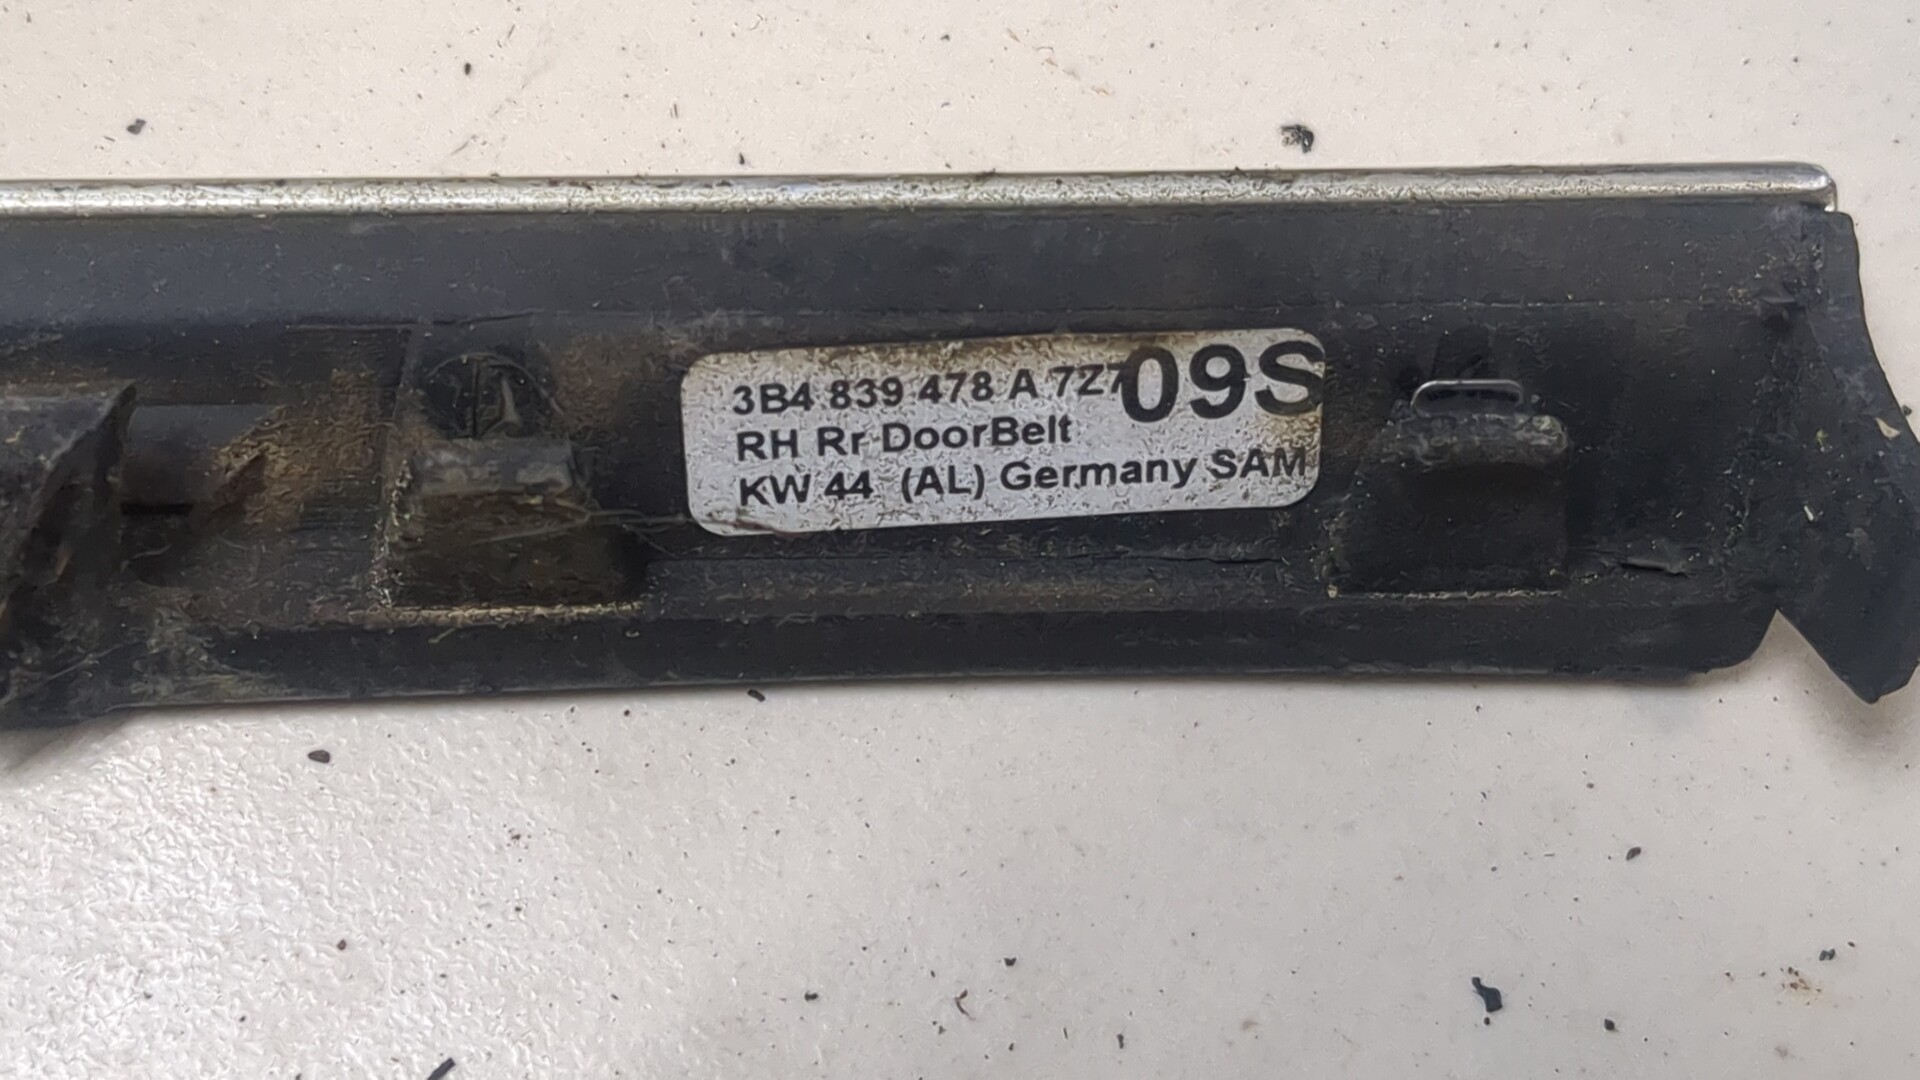 3B4 839 478 A 7Z7 09S
RH Rr DoorBelt
KW 44 (AL) Germany SAM